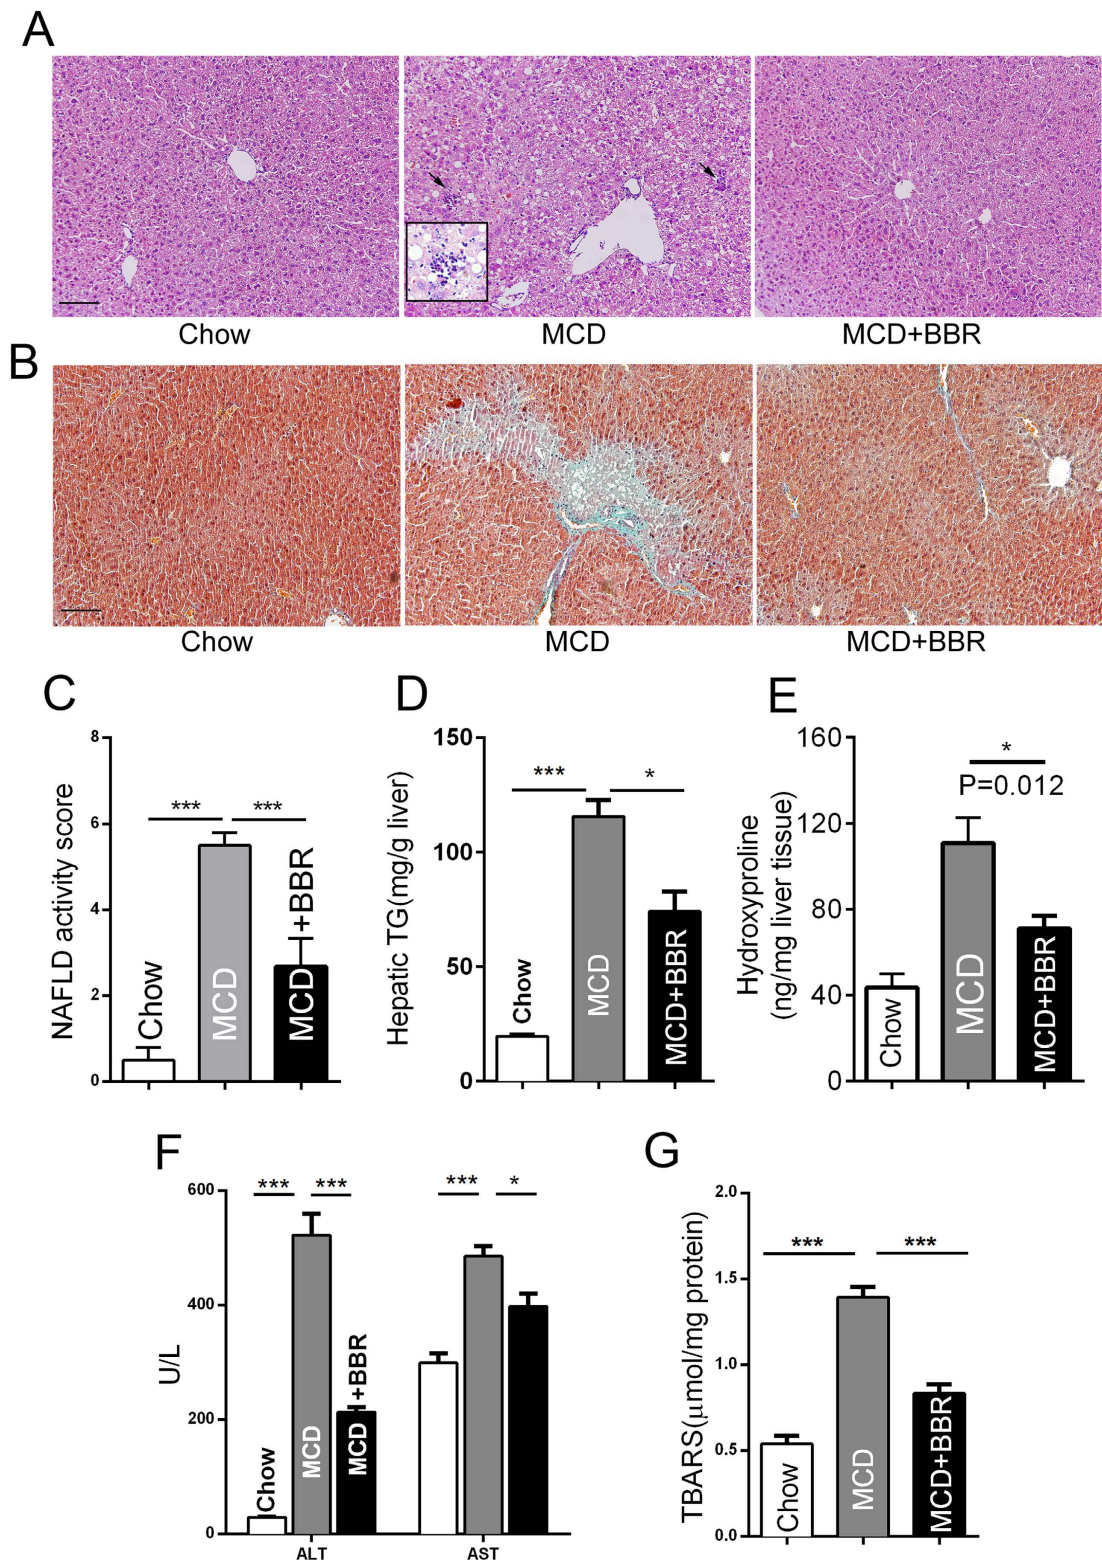 A
Chow MCD MCD+BBR
B
Chow MCD MCD+BBR
C
NAFLD activity score
8
6
4
2
0
*** ***
Chow
MCD
MCD+BBR
D
Hepatic TG(mg/g liver)
150
100
50
0
*** *
Chow
MCD
MCD+BBR
E
Hydroxyproline
(ng/mg liver tissue)
160
120
80
40
0
*
P=0.012
Chow
MCD
MCD+BBR
F
U/L
600
400
200
0
*** *** *** *
Chow
MCD
MCD+BBR
ALT AST
G
TBARS(μmol/mg protein)
2.0
1.5
1.0
0.5
0.0
*** ***
Chow
MCD
MCD+BBR